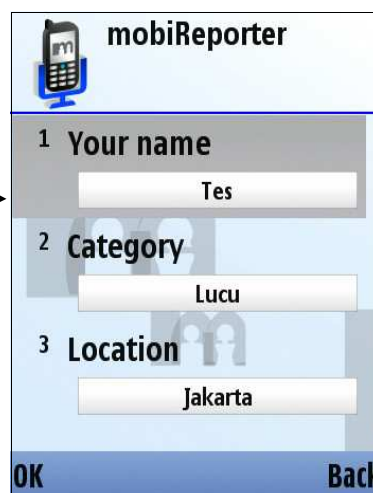 mobiReporter
1 Your name
Tes
2 Category
Lucu
3 Location
Jakarta
OK Back